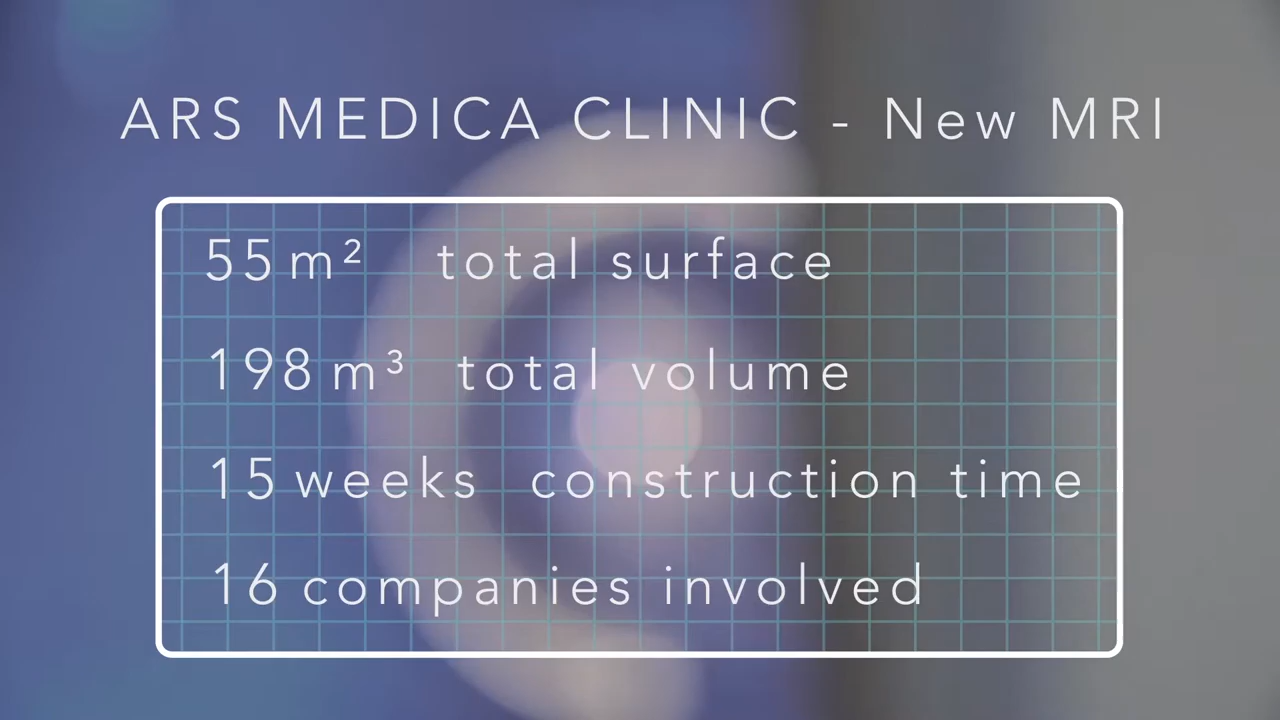 ARS MEDICA CLINIC - New MRI
55 m² total surface
198 m³ total volume
15 weeks construction time
16 companies involved